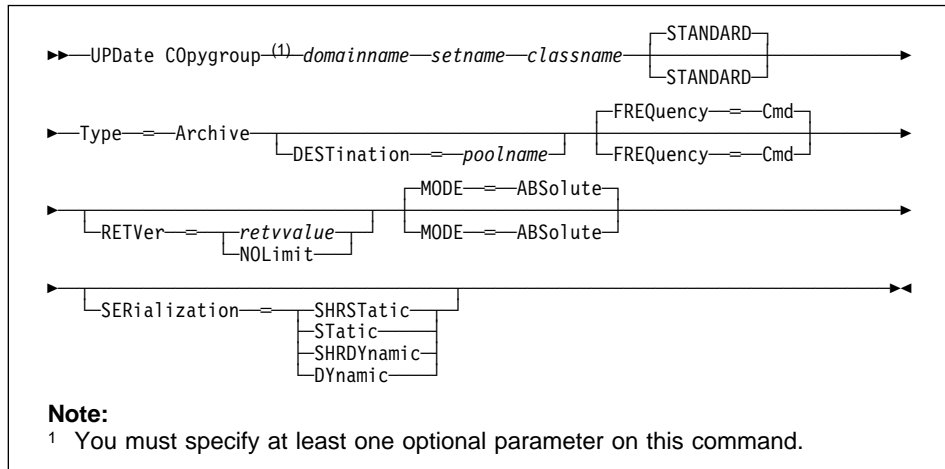 STANDARD
UPDate COpygroup (1) domainname setname classname STANDARD
FREQuency = Cmd
Type = Archive DESTination = poolname FREQuency = Cmd
MODE = ABSolute
RETVer = retvvalue MODE = ABSolute
NOLimit
SERialization = SHRSTatic
STatic
SHRDYnamic
DYnamic
Note:
1 You must specify at least one optional parameter on this command.